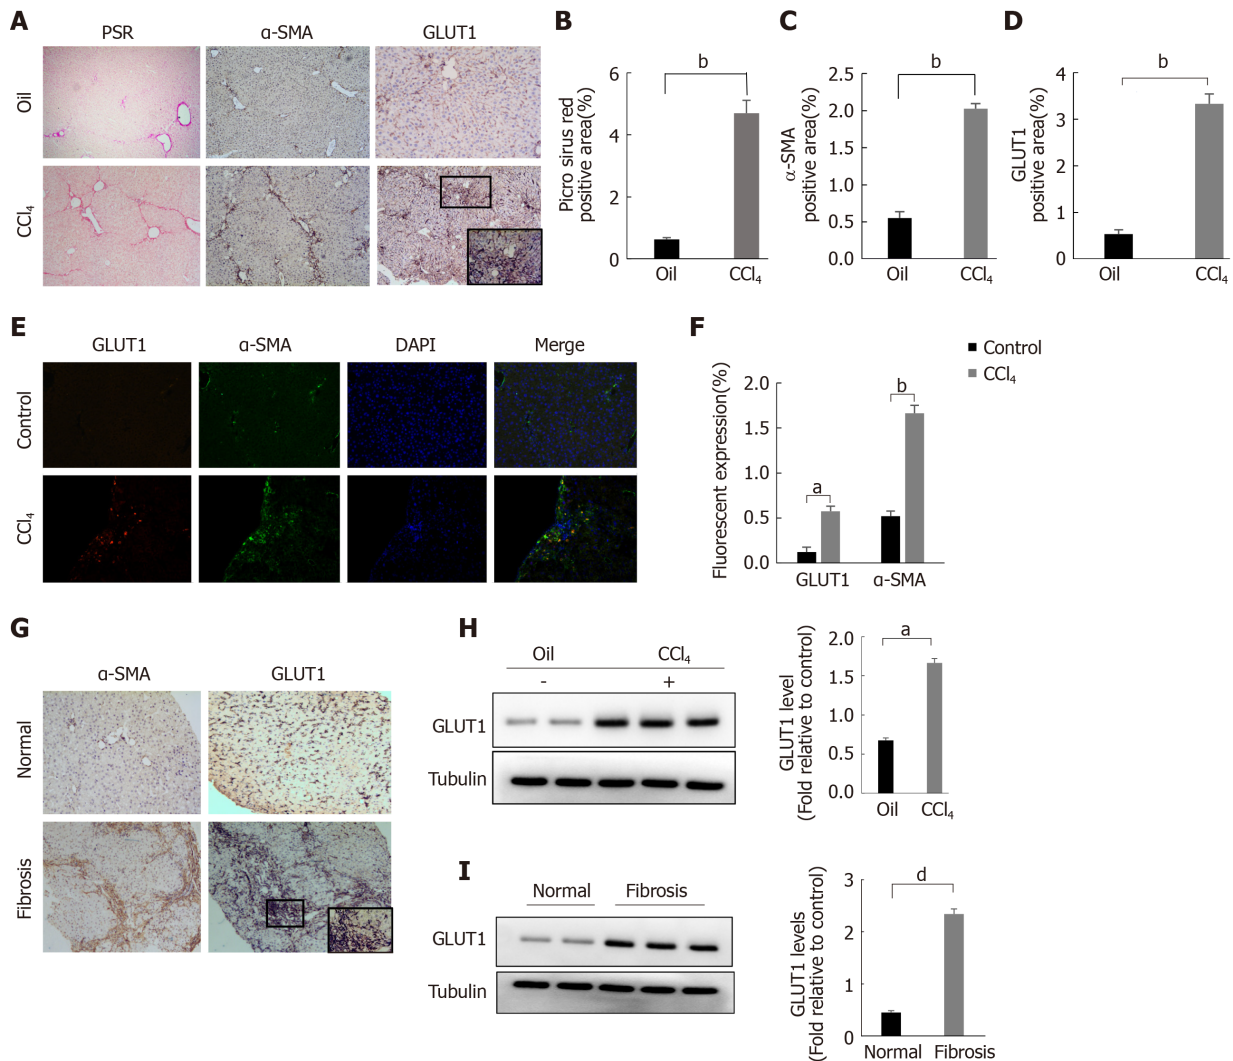 A
PSR
α-SMA
GLUT1
Oil
CCl₄
B
Picro sirus red
positive area(%)
6
4
2
0
b
Oil
CCl₄
C
α-SMA
positive area(%)
2.5
2.0
1.5
1.0
0.5
0.0
b
Oil
CCl₄
D
GLUT1
positive area(%)
4
3
2
1
0
b
Oil
CCl₄
E
GLUT1
α-SMA
DAPI
Merge
Control
CCl₄
F
Control
CCl₄
Fluorescent expression(%)
2.0
1.5
1.0
0.5
0.0
a
b
GLUT1
α-SMA
G
α-SMA
GLUT1
Normal
Fibrosis
H
Oil
CCl₄
-
+
GLUT1
Tubulin
GLUT1 level
(Fold relative to control)
2.0
1.5
1.0
0.5
0.0
a
Oil
CCl₄
I
Normal
Fibrosis
GLUT1
Tubulin
GLUT1 levels
(Fold relative to control)
3
2
1
0
d
Normal
Fibrosis